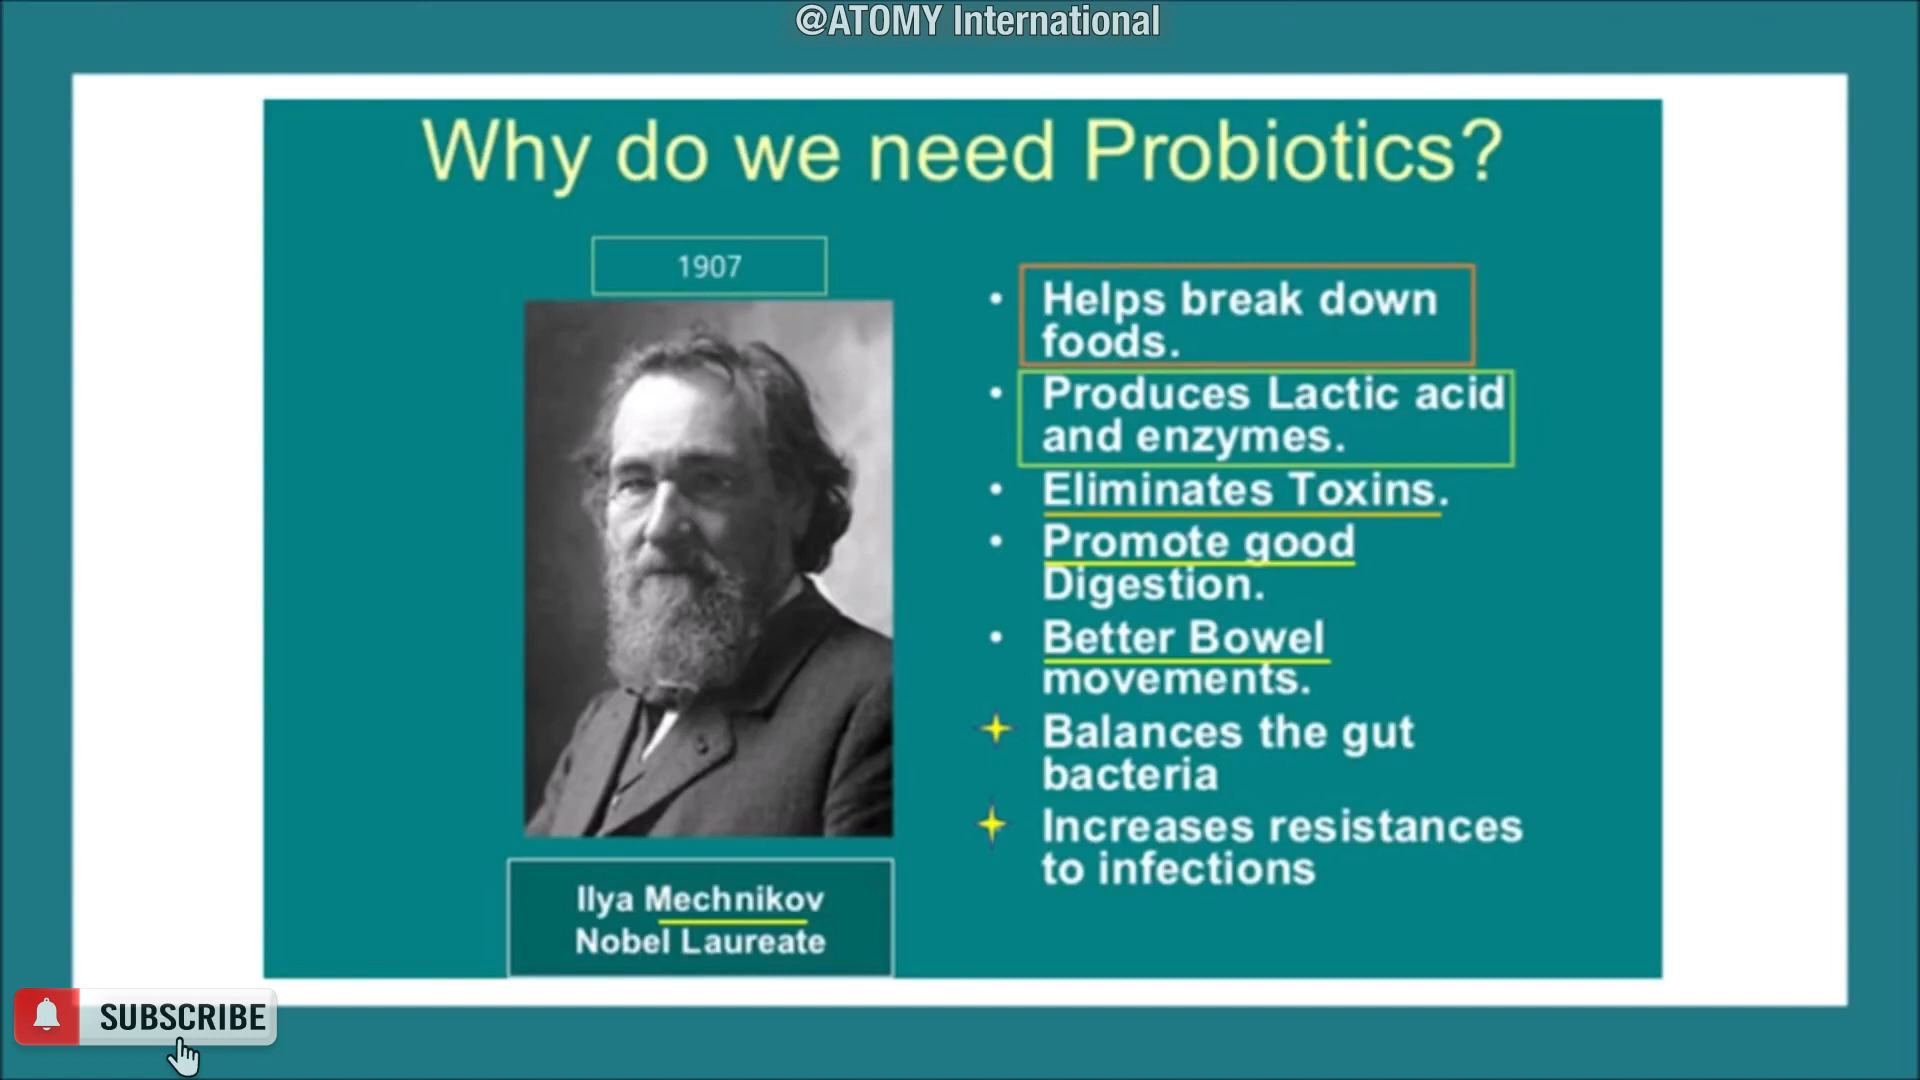 @ATOMY International
Why do we need Probiotics?
1907
Ilya Mechnikov
Nobel Laureate
• Helps break down
foods.
• Produces Lactic acid
and enzymes.
• Eliminates Toxins.
• Promote good
Digestion.
• Better Bowel
movements.
Balances the gut
bacteria
Increases resistances
to infections
SUBSCRIBE